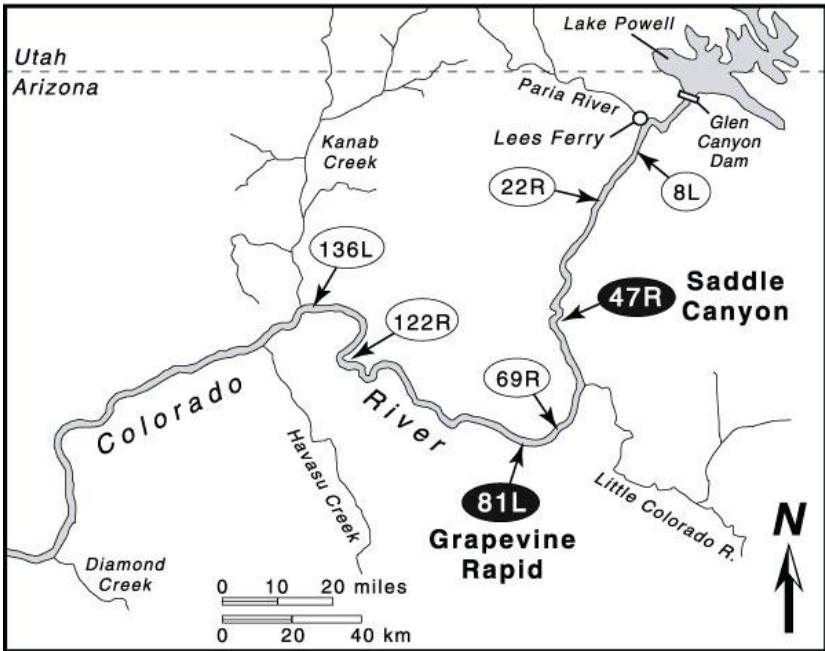 Lake Powell
Utah
Arizona
Paria River
Lees Ferry
Glen
Canyon
Dam
Kanab
Creek
22R
8L
136L
47R
Saddle
Canyon
122R
69R
Colorado
River
Havasu Creek
81L
Grapevine
Rapid
Little Colorado R.
N
Diamond
Creek
0 10 20 miles
0 20 40 km